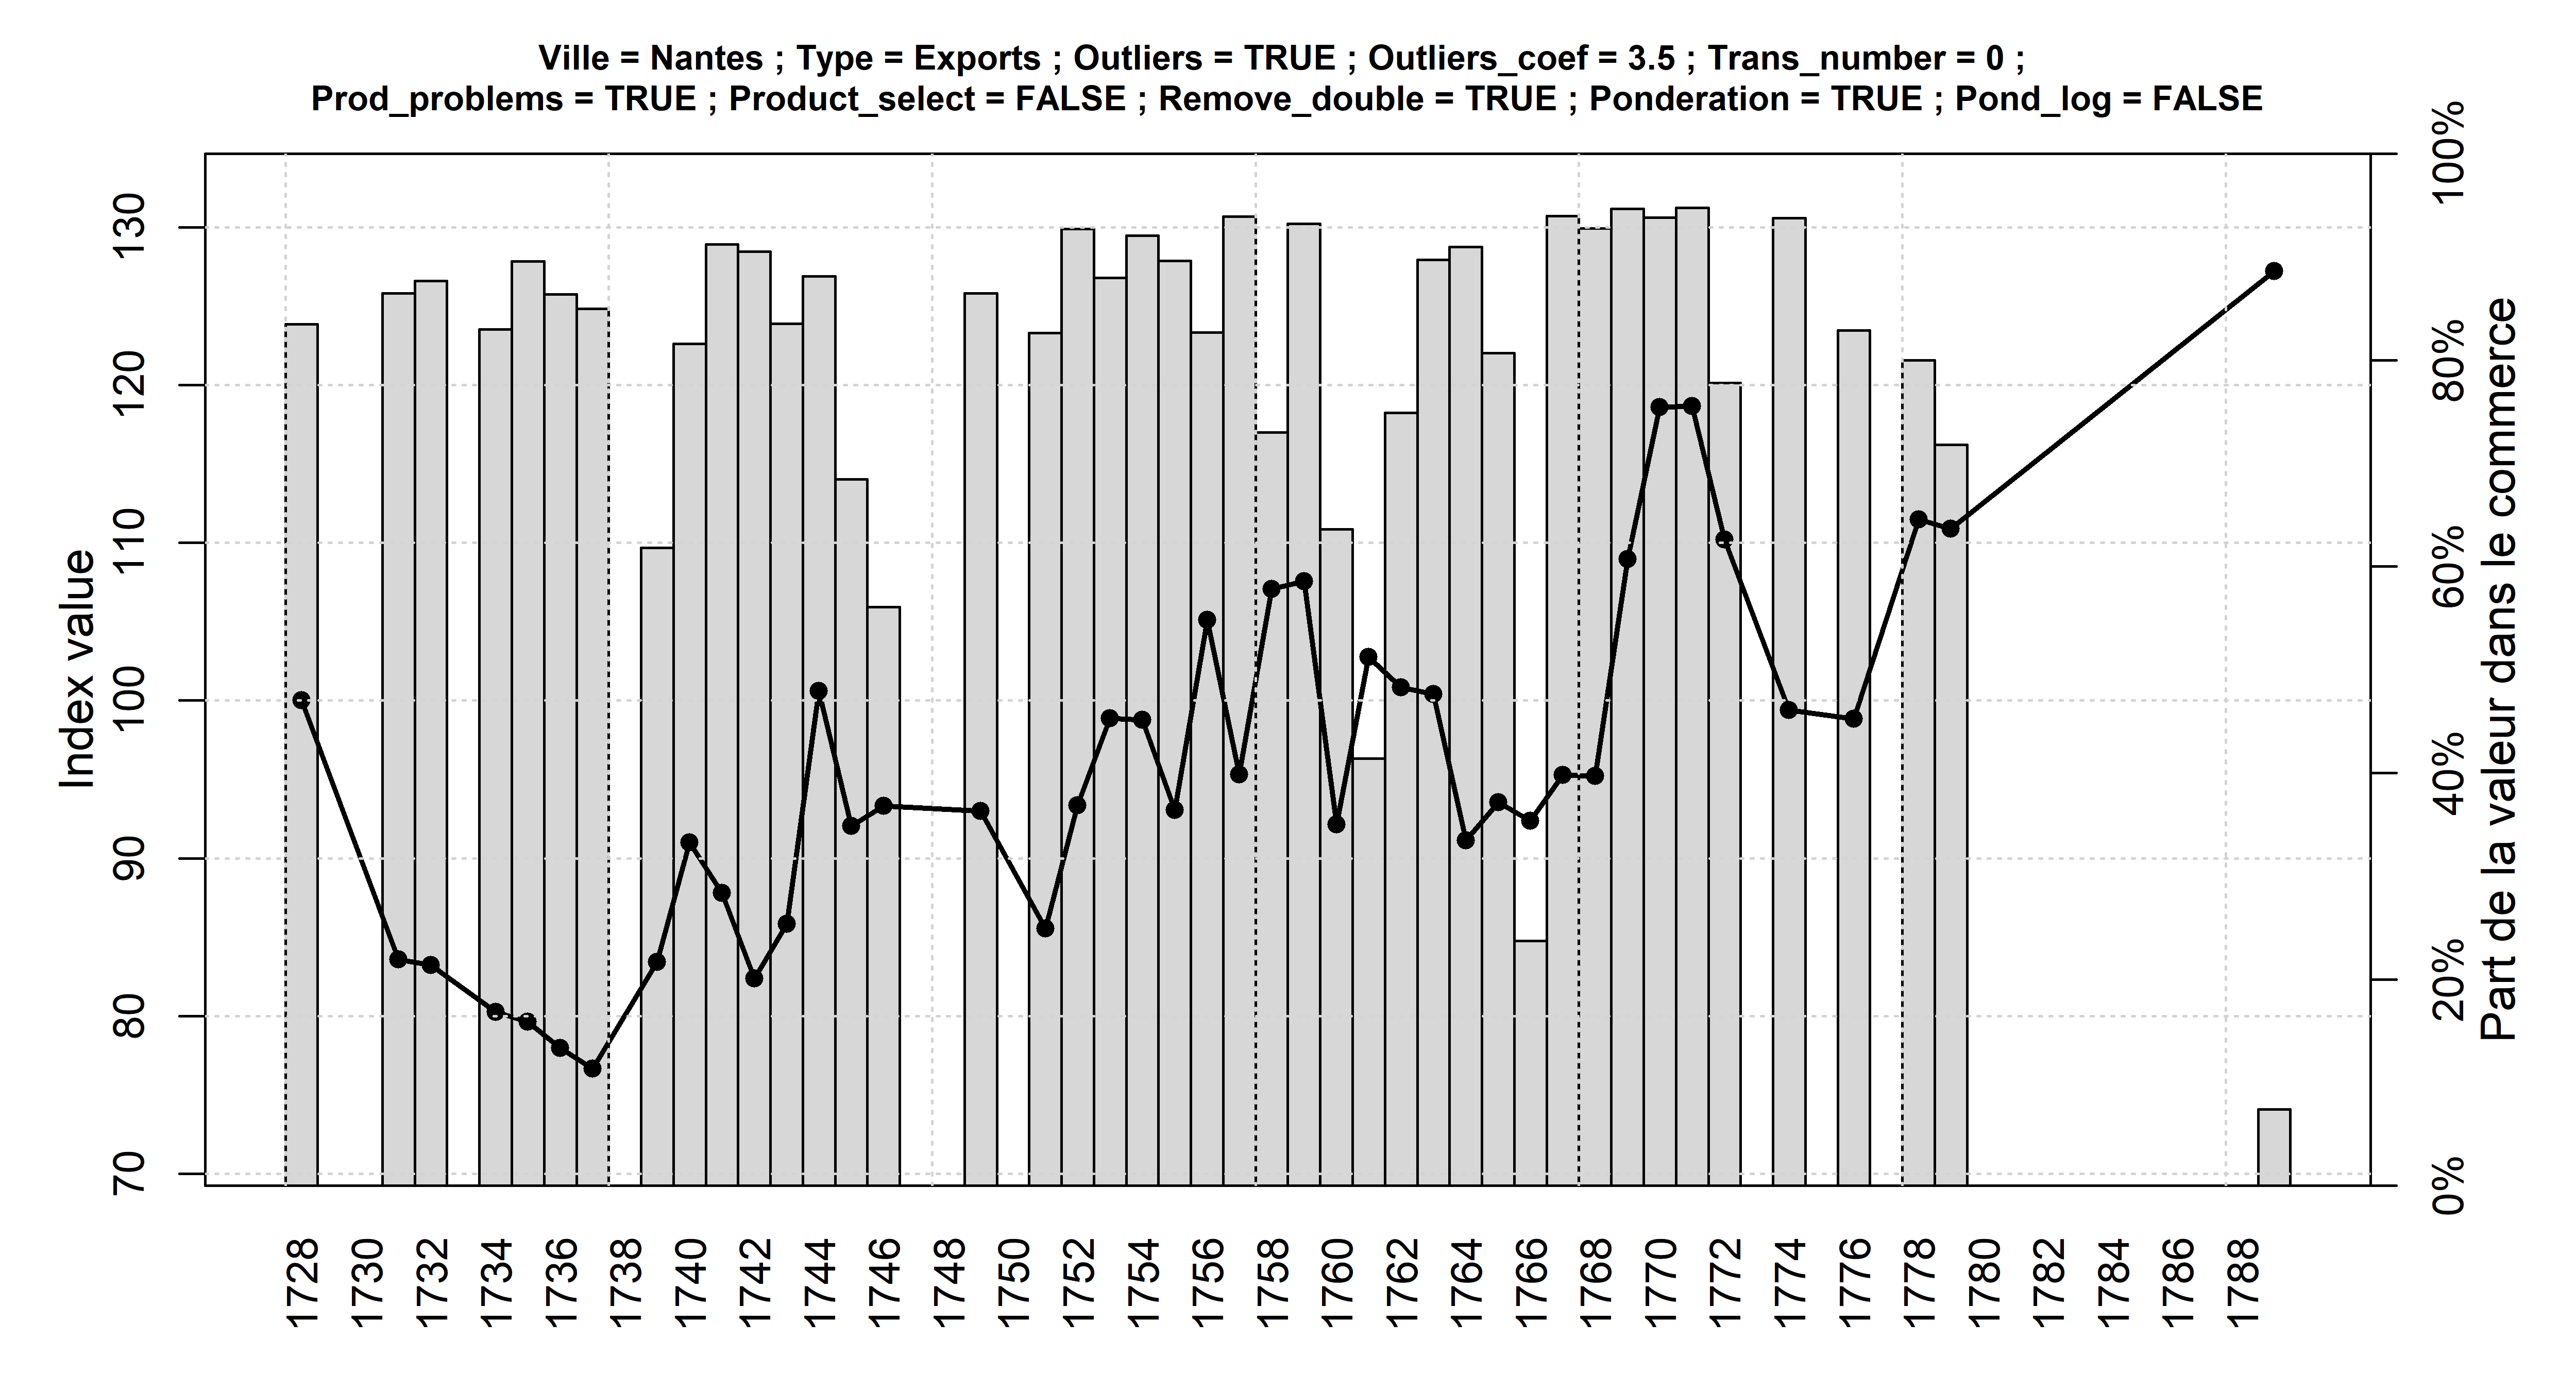 Ville = Nantes ; Type = Exports ; Outliers = TRUE ; Outliers_coef = 3.5 ; Trans_number = 0 ;
Prod_problems = TRUE ; Product_select = FALSE ; Remove_double = TRUE ; Ponderation = TRUE ; Pond_log = FALSE
Index value
130
120
110
100
90
80
70
100%
80%
60%
40%
20%
0%
Part de la valeur dans le commerce
1728 1730 1732 1734 1736 1738 1740 1742 1744 1746 1748 1750 1752 1754 1756 1758 1760 1762 1764 1766 1768 1770 1772 1774 1776 1778 1780 1782 1784 1786 1788